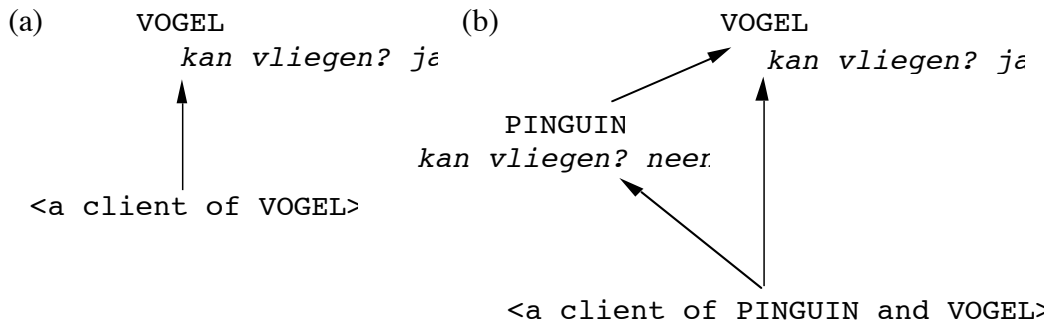 (a)
VOGEL
kan vliegen? ja
<a client of VOGEL>
(b)
VOGEL
kan vliegen? ja
PINGUIN
kan vliegen? neen
<a client of PINGUIN and VOGEL>